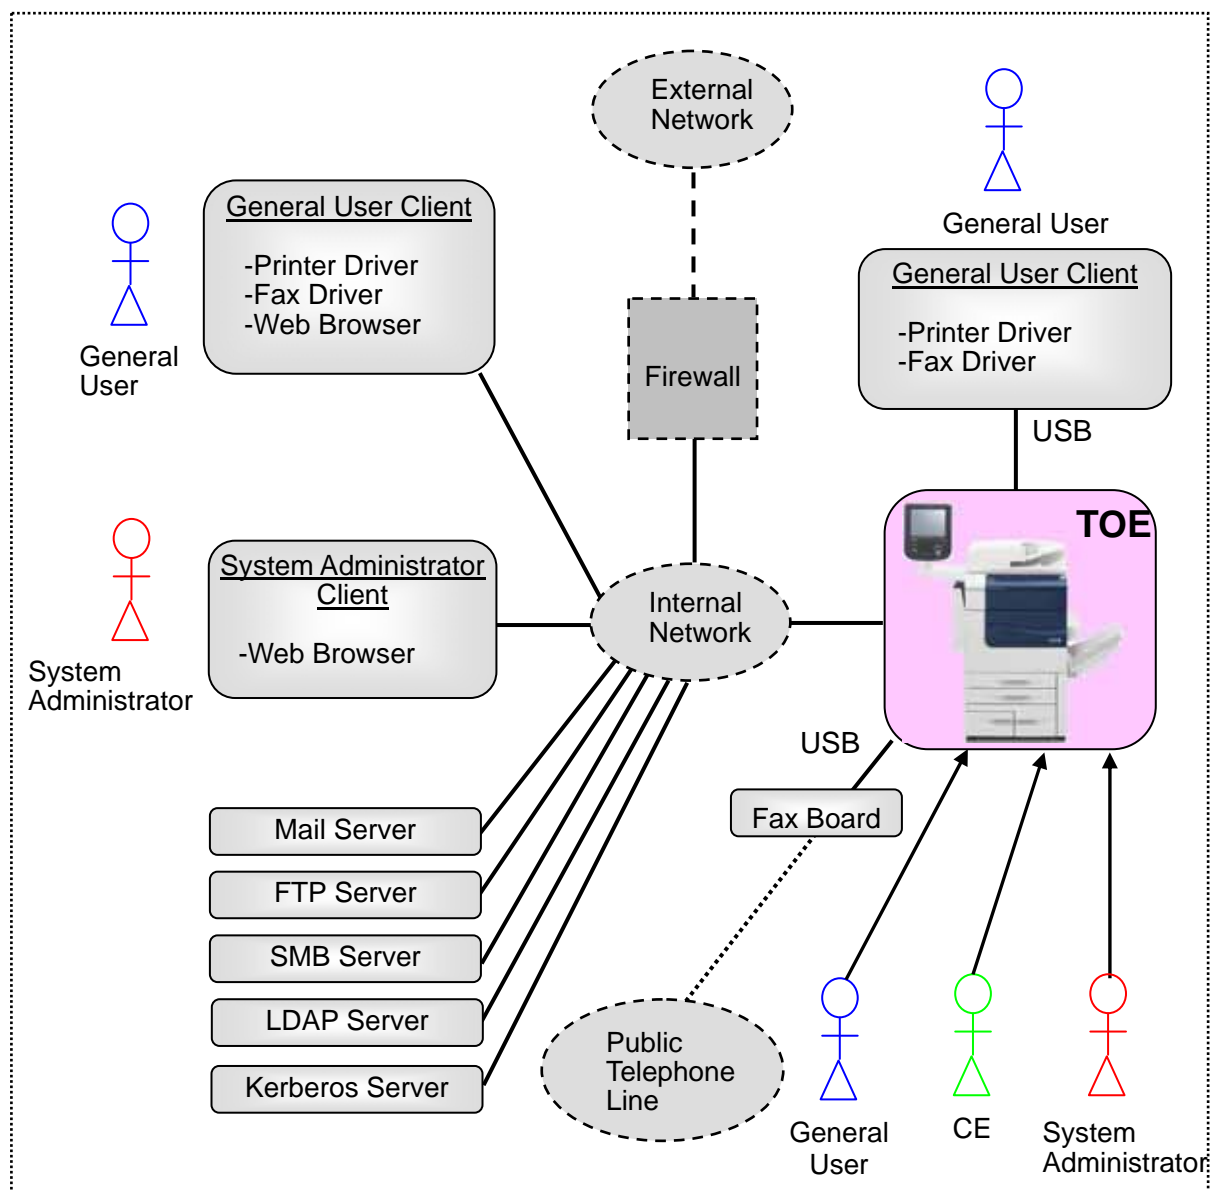 External
Network
General User
General User Client
-Printer Driver
-Fax Driver
-Web Browser
General
User
General User Client
-Printer Driver
-Fax Driver
Firewall
USB
TOE
System Administrator
Client
-Web Browser
System
Administrator
Internal
Network
USB
Mail Server
FTP Server
SMB Server
LDAP Server
Kerberos Server
Fax Board
Public
Telephone
Line
General
User
CE
System
Administrator